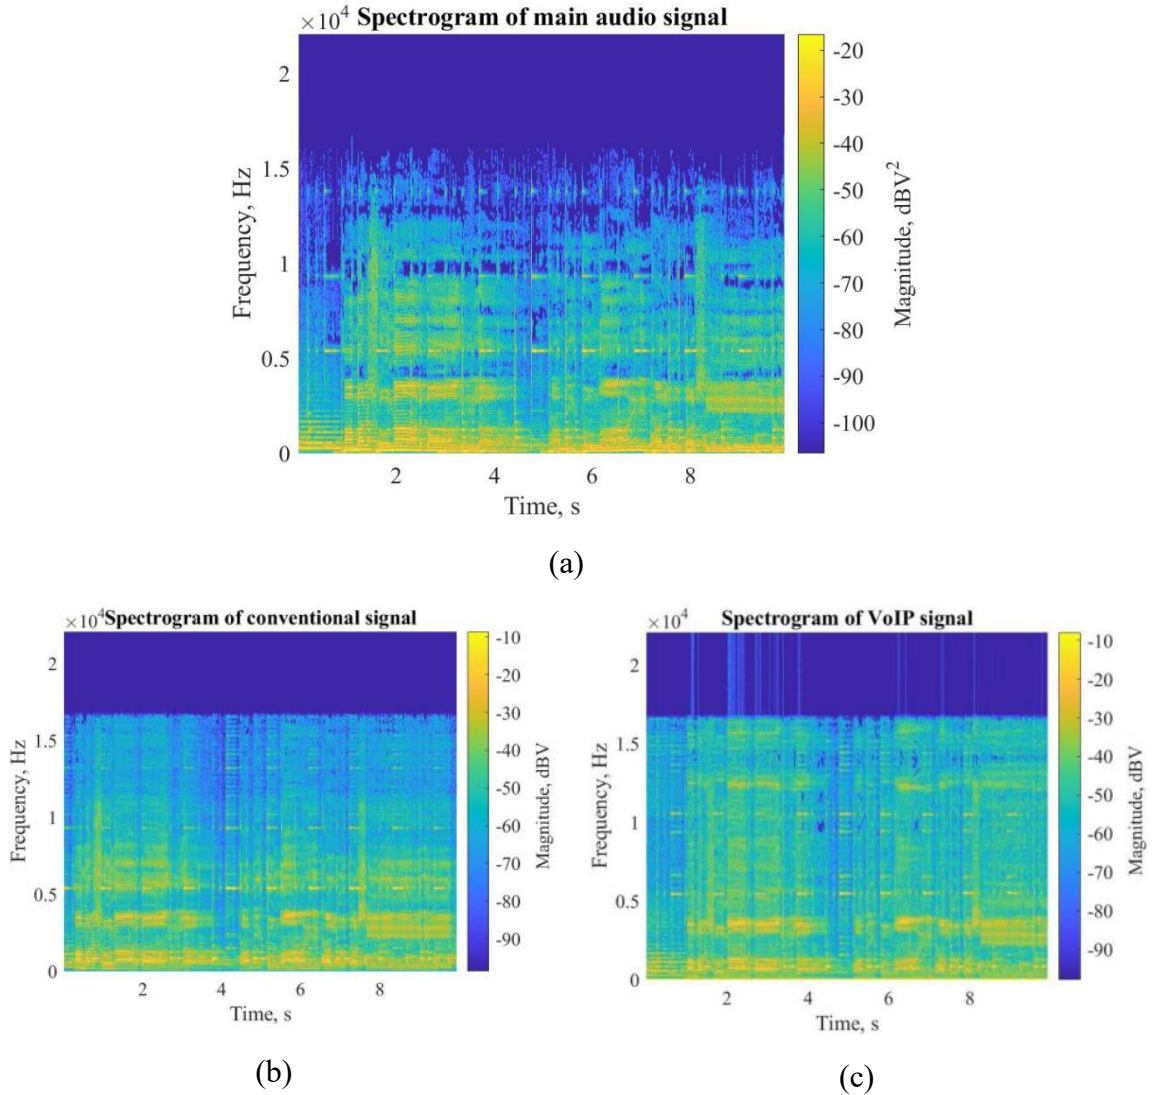 ×10⁴ Spectrogram of main audio signal
2
1.5
1
0.5
0
2 4 6 8
Frequency, Hz
Time, s
-20
-30
-40
-50
-60
-70
-80
-90
-100
Magnitude, dBV²
(a)
×10⁴ Spectrogram of conventional signal
2
1.5
1
0.5
0
2 4 6 8
Frequency, Hz
Time, s
-10
-20
-30
-40
-50
-60
-70
-80
-90
Magnitude, dBV
(b)
×10⁴ Spectrogram of VoIP signal
2
1.5
1
0.5
0
2 4 6 8
Frequency, Hz
Time, s
-10
-20
-30
-40
-50
-60
-70
-80
-90
Magnitude, dBV
(c)